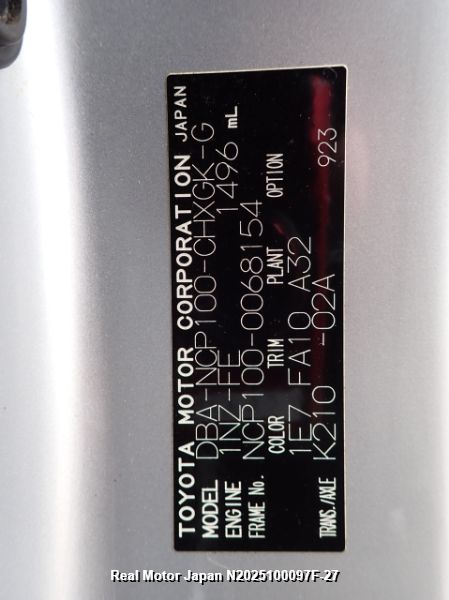 TOYOTA MOTOR CORPORATION JAPAN
MODEL DBA-NCP100-CHXGK-G
ENGINE 1NZ-FE 1496 mL
FRAME No. NCP100-0068154
COLOR TRIM PLANT OPTION
1E7 FA10 A32
TRANS./AXLE K210 -02A 923
Real Motor Japan N2025100097F-27